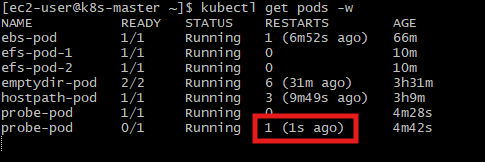 [ec2-user@k8s-master ~]$ kubectl get pods -w
NAME READY STATUS RESTARTS AGE
ebs-pod 1/1 Running 1 (6m52s ago) 66m
efs-pod-1 1/1 Running 0 10m
efs-pod-2 1/1 Running 0 10m
emptydir-pod 2/2 Running 6 (31m ago) 3h31m
hostpath-pod 1/1 Running 3 (9m49s ago) 3h9m
probe-pod 1/1 Running 0 4m28s
probe-pod 0/1 Running 1 (1s ago) 4m42s